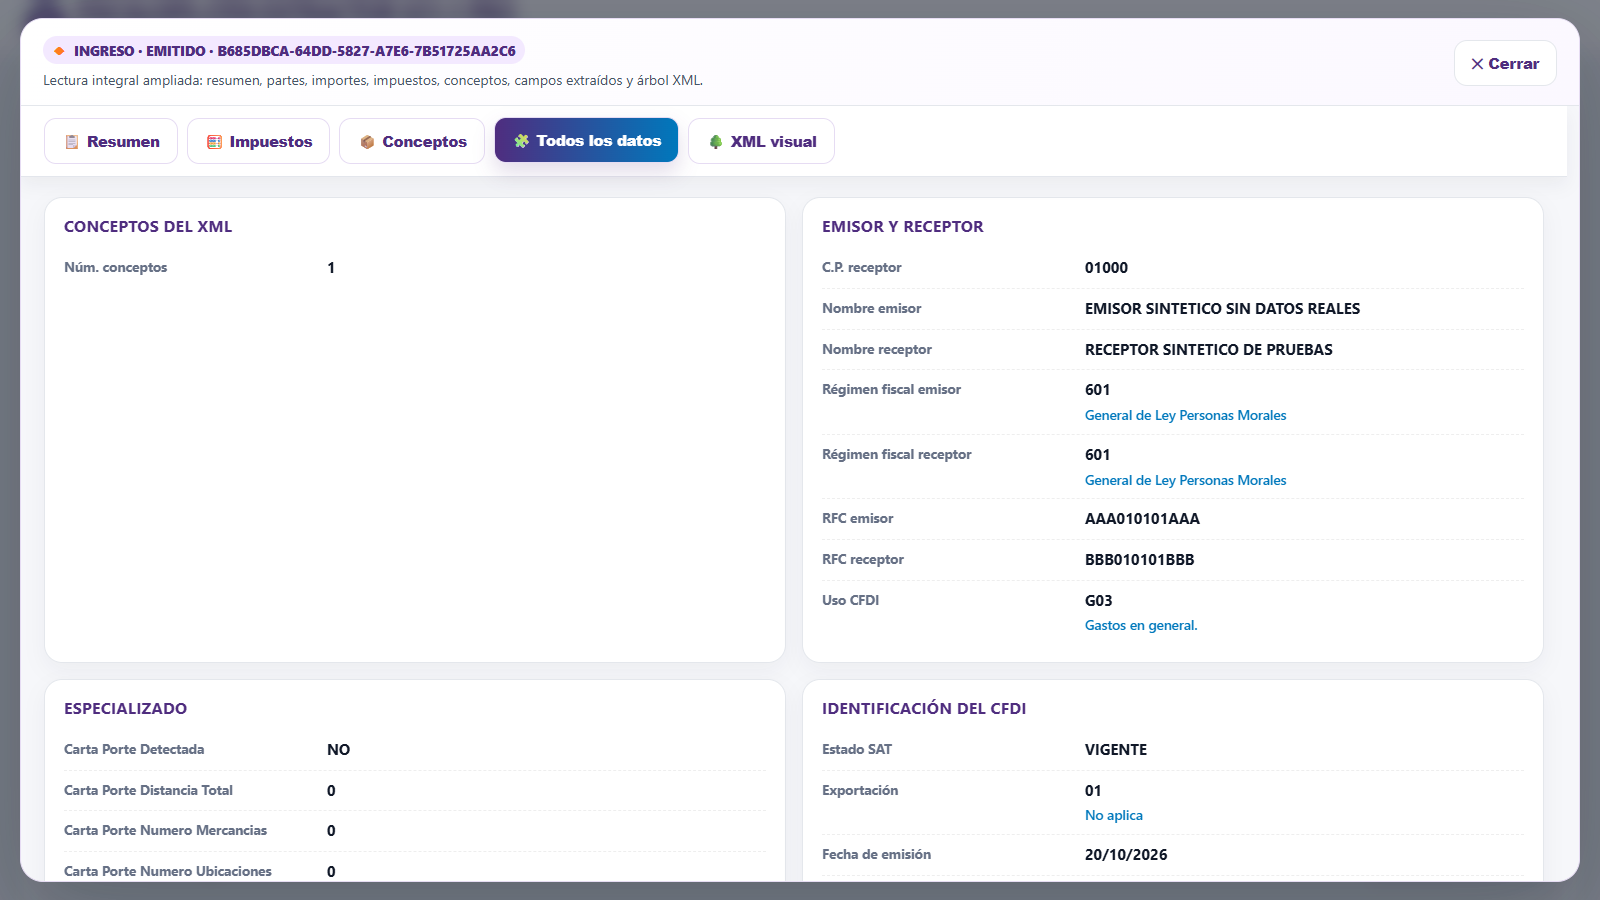 INGRESO · EMITIDO · B685DBCA-64DD-5827-A7E6-7B51725AA2C6
Lectura integral ampliada: resumen, partes, importes, impuestos, conceptos, campos extraídos y árbol XML.
× Cerrar
Resumen
Impuestos
Conceptos
Todos los datos
XML visual
CONCEPTOS DEL XML
Núm. conceptos 1
EMISOR Y RECEPTOR
C.P. receptor 01000
Nombre emisor EMISOR SINTETICO SIN DATOS REALES
Nombre receptor RECEPTOR SINTETICO DE PRUEBAS
Régimen fiscal emisor 601
General de Ley Personas Morales
Régimen fiscal receptor 601
General de Ley Personas Morales
RFC emisor AAA010101AAA
RFC receptor BBB010101BBB
Uso CFDI G03
Gastos en general.
ESPECIALIZADO
Carta Porte Detectada NO
Carta Porte Distancia Total 0
Carta Porte Numero Mercancias 0
Carta Porte Numero Ubicaciones 0
IDENTIFICACIÓN DEL CFDI
Estado SAT VIGENTE
Exportación 01
No aplica
Fecha de emisión 20/10/2026